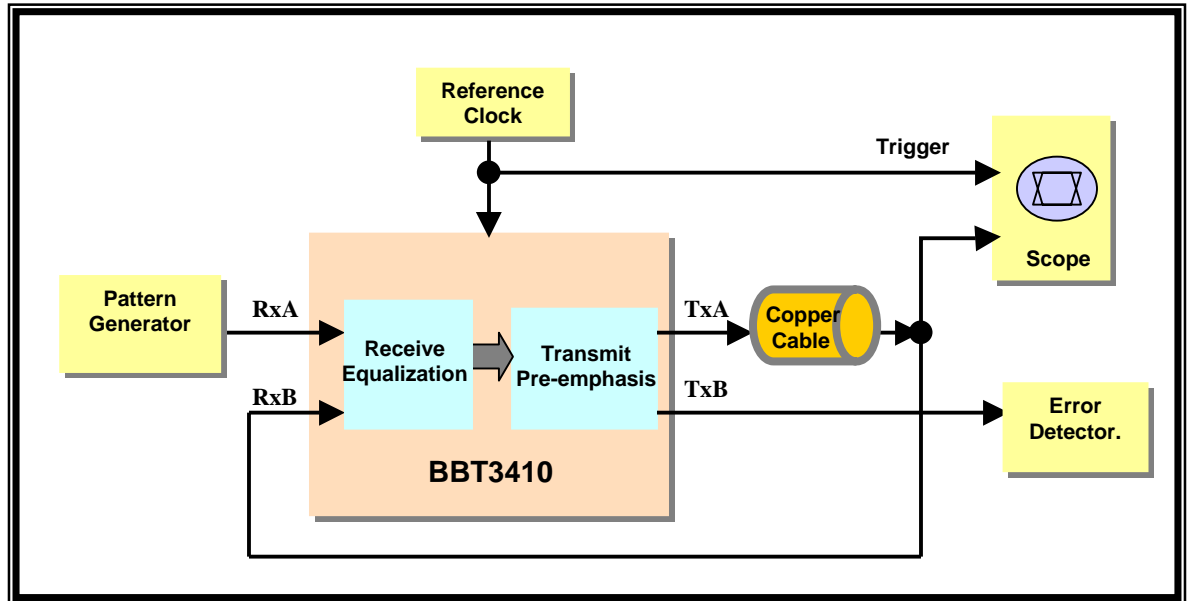 Reference
Clock
Trigger
Scope
Pattern
Generator
RxA
TxA
Copper
Cable
Receive
Equalization
Transmit
Pre-emphasis
RxB
TxB
Error
Detector.
BBT3410